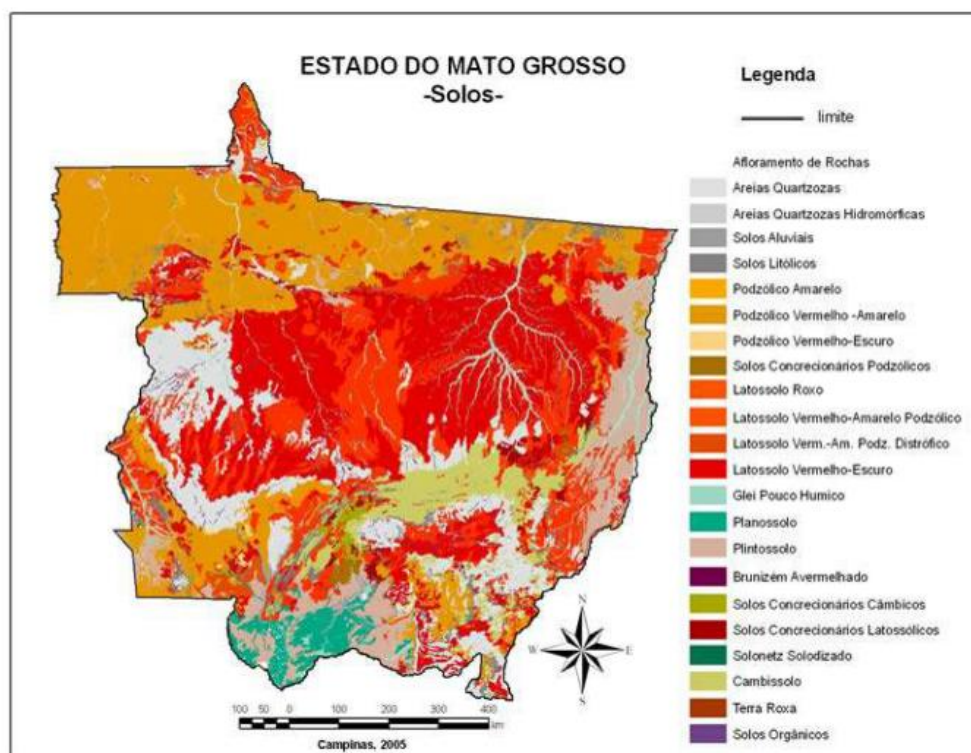 ESTADO DO MATO GROSSO
-Solos-
Legenda
limite
Afloramento de Rochas
Areias Quartzozas
Areias Quartzozas Hidromórficas
Solos Aluviais
Solos Litólicos
Podzólico Amarelo
Podzólico Vermelho -Amarelo
Podzólico Vermelho-Escuro
Solos Concrecionários Podzólicos
Latossolo Roxo
Latossolo Vermelho-Amarelo Podzólico
Latossolo Verm.-Am. Podz. Distrófico
Latossolo Vermelho-Escuro
Glei Pouco Humico
Planossolo
Plintossolo
Brunizém Avermelhado
Solos Concrecionários Câmbicos
Solos Concrecionários Latossólicos
Solonetz Solodizado
Cambissolo
Terra Roxa
Solos Orgânicos
N
W E
S
100 50 0 100 200 300 400
km
Campinas, 2005